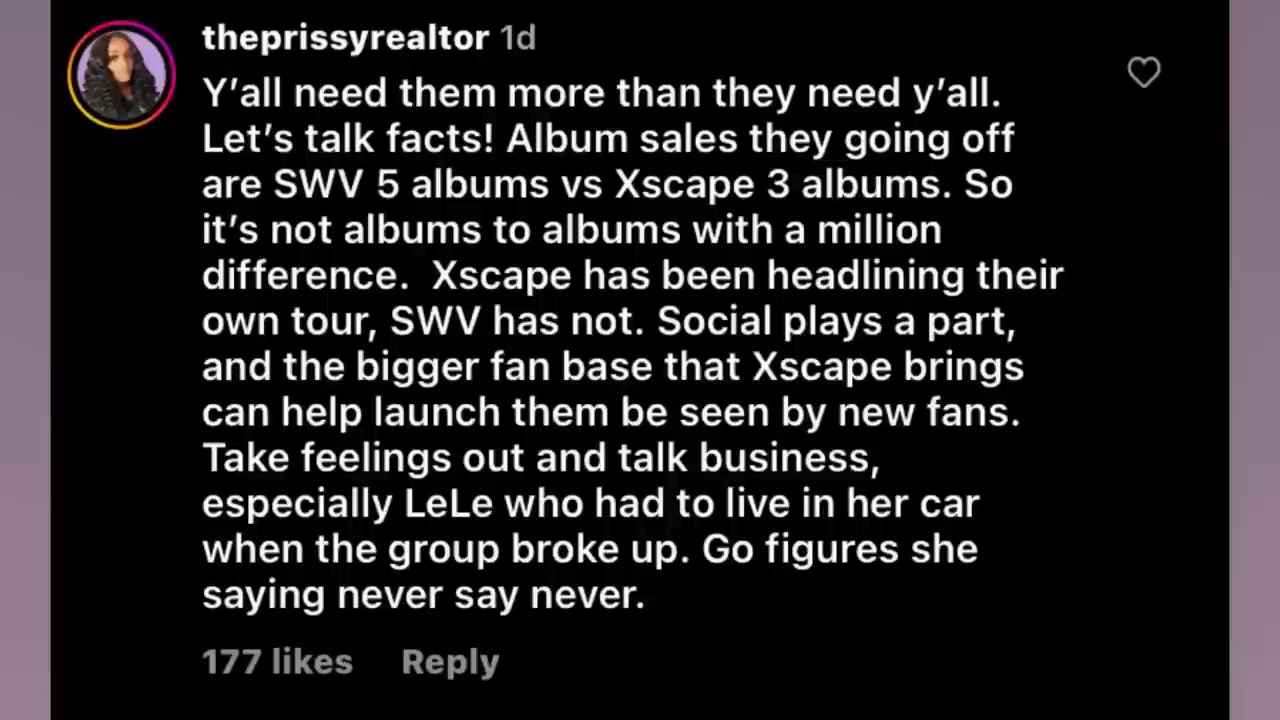 theprissyrealtor 1d
Y’all need them more than they need y’all.
Let’s talk facts! Album sales they going off
are SWV 5 albums vs Xscape 3 albums. So
it’s not albums to albums with a million
difference.  Xscape has been headlining their
own tour, SWV has not. Social plays a part,
and the bigger fan base that Xscape brings
can help launch them be seen by new fans.
Take feelings out and talk business,
especially LeLe who had to live in her car
when the group broke up. Go figures she
saying never say never.
177 likes Reply